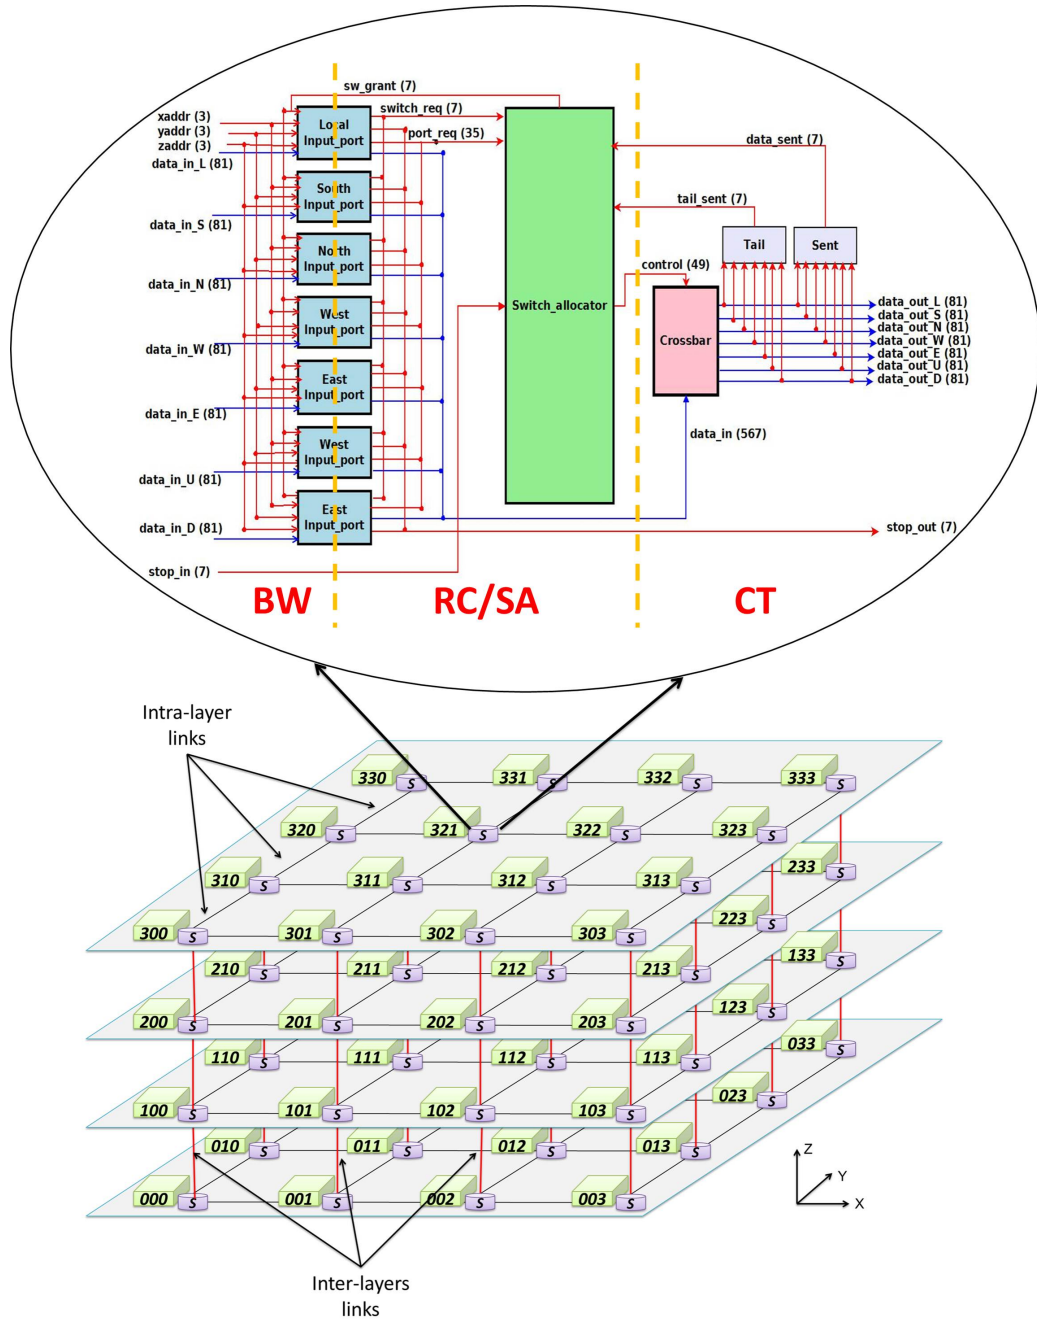 sw_grant (7)
xaddr (3)
yaddr (3)
zaddr (3)
data_in_L (81)
Local
Input_port
switch_req (7)
port_req (35)
data_sent (7)
South
Input_port
data_in_S (81)
tail_sent (7)
North
Input_port
data_in_N (81)
Tail
Sent
control (49)
West
Input_port
data_in_W (81)
Switch_allocator
Crossbar
data_out_L (81)
data_out_S (81)
data_out_N (81)
data_out_W (81)
data_out_E (81)
data_out_U (81)
data_out_D (81)
East
Input_port
data_in_E (81)
data_in (567)
West
Input_port
data_in_U (81)
East
Input_port
data_in_D (81)
stop_out (7)
stop_in (7)
BW
RC/SA
CT
Intra-layer
links
330 S 331 S 332 S 333 S
320 S 321 S 322 S 323 S
310 S 311 S 312 S 313 S
300 S 301 S 302 S 303 S
233 S
223 S
210 S 211 S 212 S 213 S
200 S 201 S 202 S 203 S
133 S
123 S
110 S 111 S 112 S 113 S
100 S 101 S 102 S 103 S
033 S
023 S
010 S 011 S 012 S 013 S
000 S 001 S 002 S 003 S
Z
Y
X
Inter-layers
links